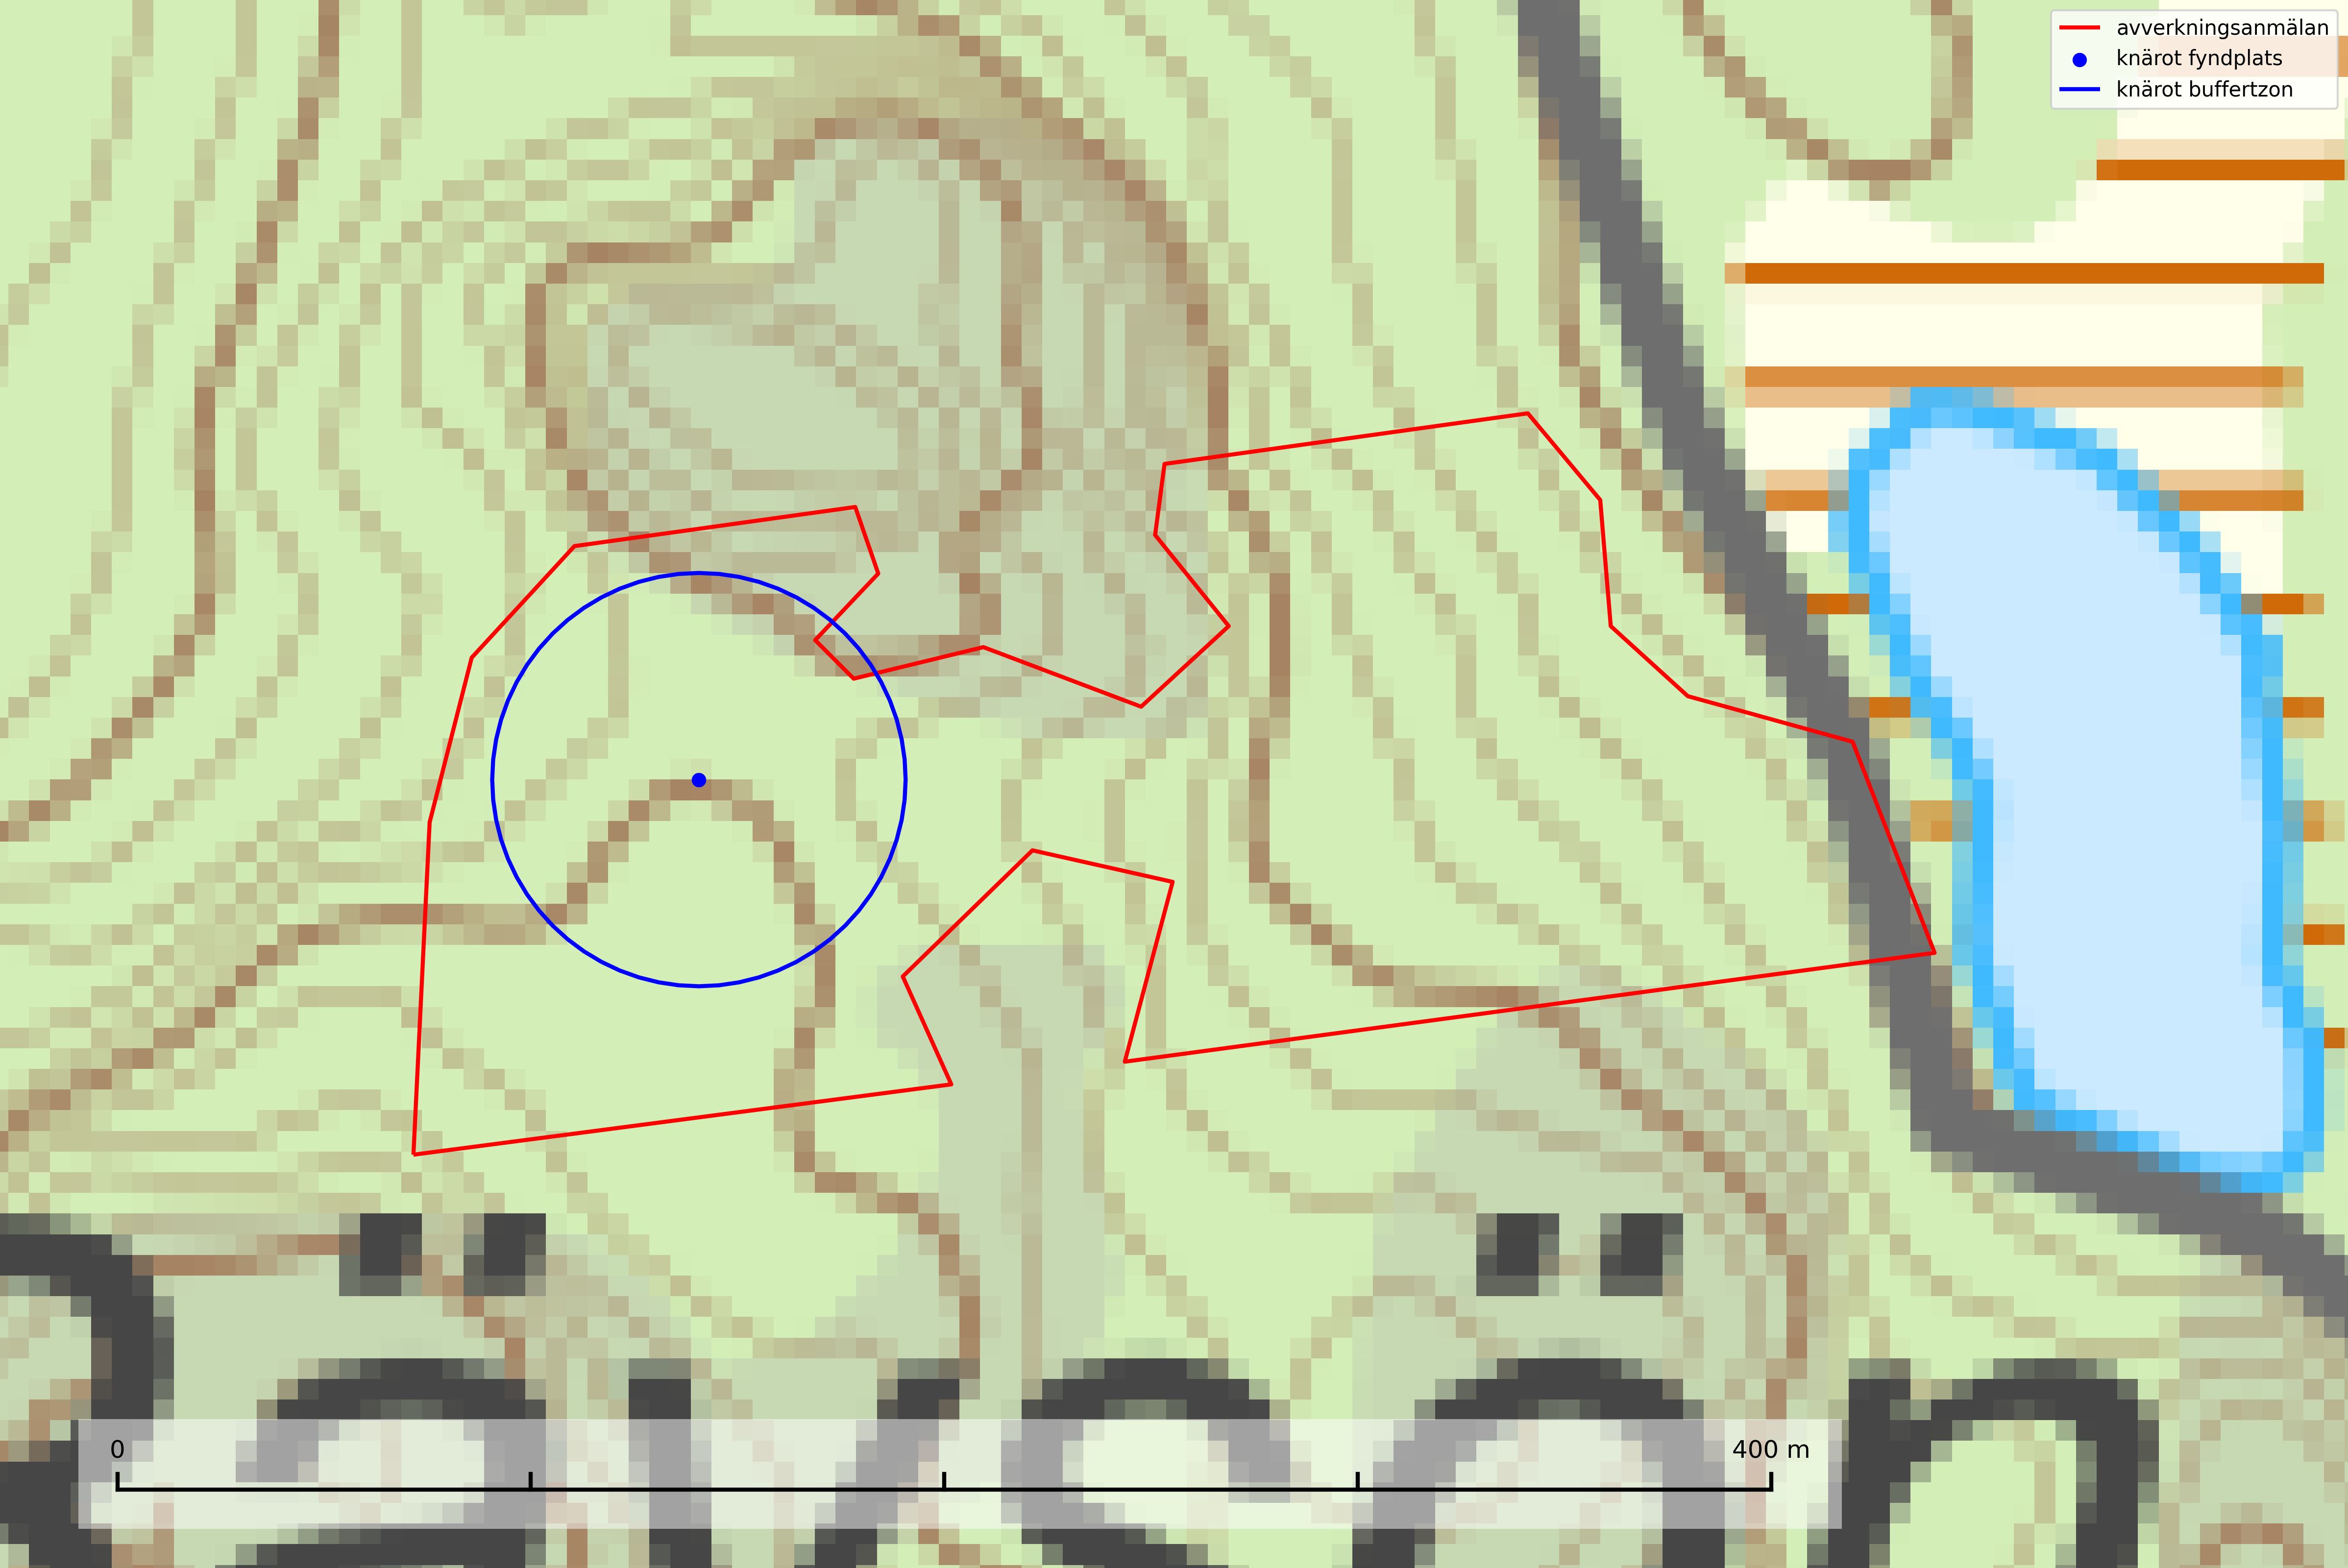 avverkningsanmälan
knärot fyndplats
knärot buffertzon
0
400 m